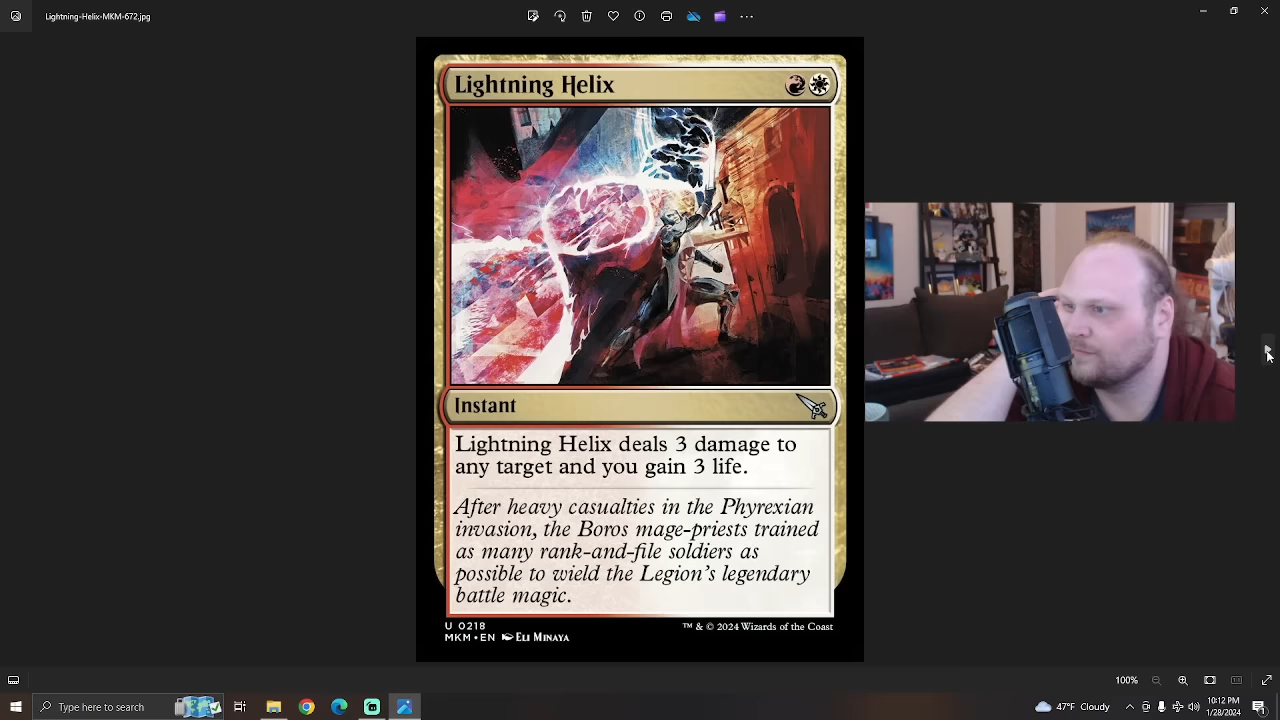 Lightning-Helix-MKM-672.jpg
Lightning Helix
Instant
Lightning Helix deals 3 damage to
any target and you gain 3 life.
After heavy casualties in the Phyrexian
invasion, the Boros mage-priests trained
as many rank-and-file soldiers as
possible to wield the Legion's legendary
battle magic.
U 0218
MKM • EN Eli Minaya
™ & © 2024 Wizards of the Coast
100%
Type here to search
47°F Cloudy
10:12 PM
1/28/2024